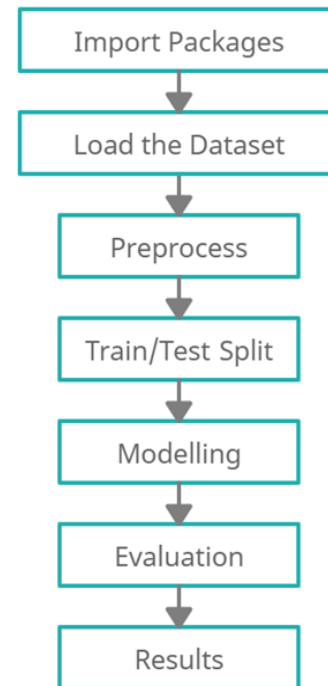 Import Packages
Load the Dataset
Preprocess
Train/Test Split
Modelling
Evaluation
Results